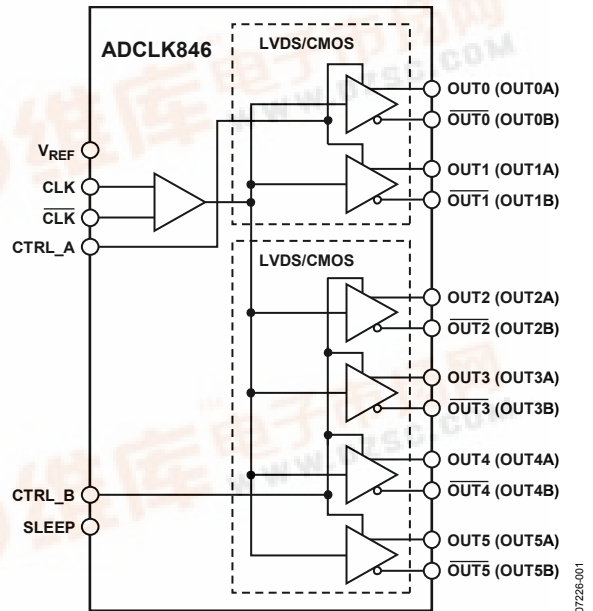 ADCLK846
LVDS/CMOS
OUT0 (OUT0A)
OUT0 (OUT0B)
VREF
OUT1 (OUT1A)
CLK
OUT1 (OUT1B)
CLK
CTRL_A
LVDS/CMOS
OUT2 (OUT2A)
OUT2 (OUT2B)
OUT3 (OUT3A)
OUT3 (OUT3B)
OUT4 (OUT4A)
CTRL_B
OUT4 (OUT4B)
SLEEP
OUT5 (OUT5A)
OUT5 (OUT5B)
07226-001